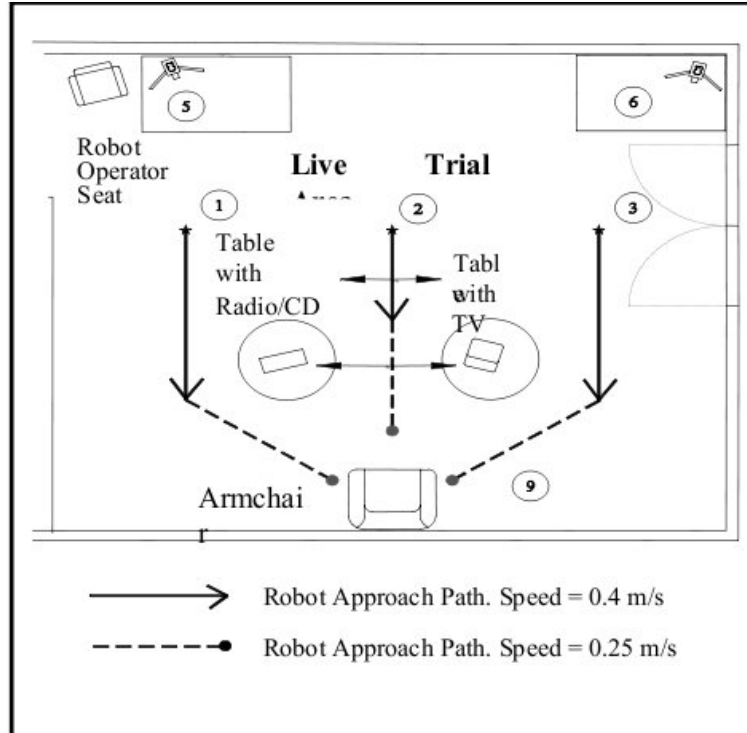 5
6
Robot
Operator
Seat
Live Trial
1
2
3
Table
with
Radio/CD
Tabl
e
with
TV
9
Armchai
r
Robot Approach Path. Speed = 0.4 m/s
Robot Approach Path. Speed = 0.25 m/s